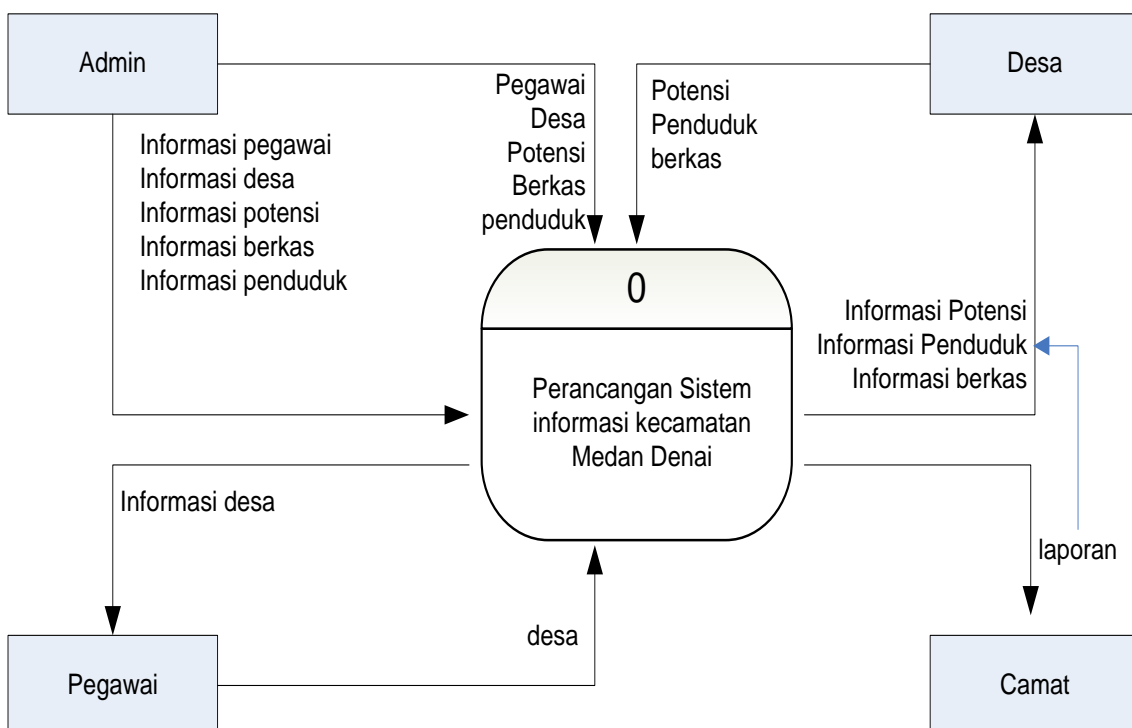 Admin
Desa
Pegawai
Desa
Potensi
Berkas
penduduk
Potensi
Penduduk
berkas
Informasi pegawai
Informasi desa
Informasi potensi
Informasi berkas
Informasi penduduk
0
Perancangan Sistem
informasi kecamatan
Medan Denai
Informasi Potensi
Informasi Penduduk
Informasi berkas
Informasi desa
laporan
desa
Pegawai
Camat